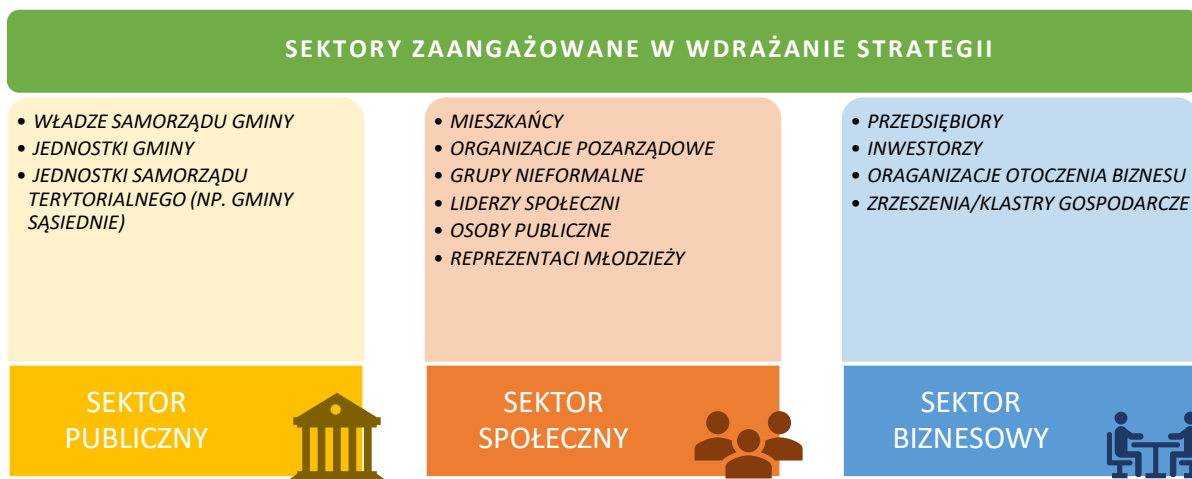 SEKTORY ZAANGAŻOWANE W WDRAŻANIE STRATEGII
• WŁADZE SAMORZĄDU GMINY
• JEDNOSTKI GMINY
• JEDNOSTKI SAMORZĄDU
TERYTORIALNEGO (NP. GMINY
SĄSIEDNIE)
SEKTOR
PUBLICZNY
• MIESZKAŃCY
• ORGANIZACJE POZARZĄDOWE
• GRUPY NIEFORMALNE
• LIDERZY SPOŁECZNI
• OSOBY PUBLICZNE
• REPREZENTACI MŁODZIEŻY
SEKTOR
SPOŁECZNY
• PRZEDSIĘBIORY
• INWESTORZY
• ORAGANIZACJE OTOCZENIA BIZNESU
• ZRZESZENIA/KLASTRY GOSPODARCZE
SEKTOR
BIZNESOWY